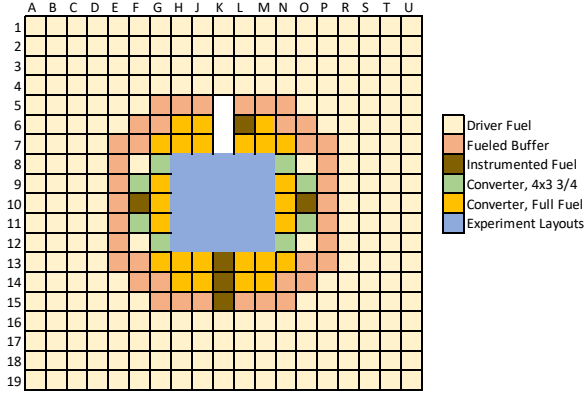 A B C D E F G H J K L M N O P R S T U
1
2
3
4
5
6
7
8
9
10
11
12
13
14
15
16
17
18
19
Driver Fuel
Fueled Buffer
Instrumented Fuel
Converter, 4x3 3/4
Converter, Full Fuel
Experiment Layouts